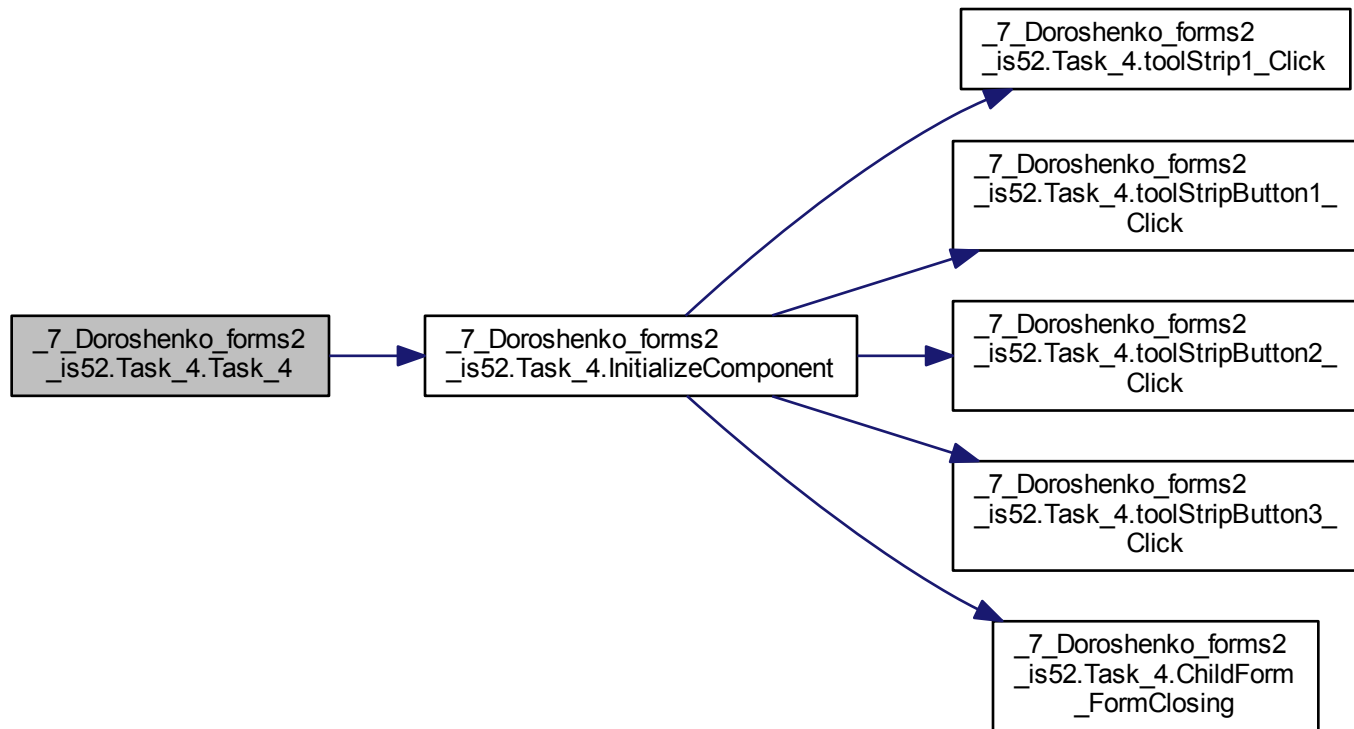 _7_Doroshenko_forms2
_is52.Task_4.toolStrip1_Click
_7_Doroshenko_forms2
_is52.Task_4.toolStripButton1_
Click
_7_Doroshenko_forms2
_is52.Task_4.Task_4
_7_Doroshenko_forms2
_is52.Task_4.InitializeComponent
_7_Doroshenko_forms2
_is52.Task_4.toolStripButton2_
Click
_7_Doroshenko_forms2
_is52.Task_4.toolStripButton3_
Click
_7_Doroshenko_forms2
_is52.Task_4.ChildForm
_FormClosing